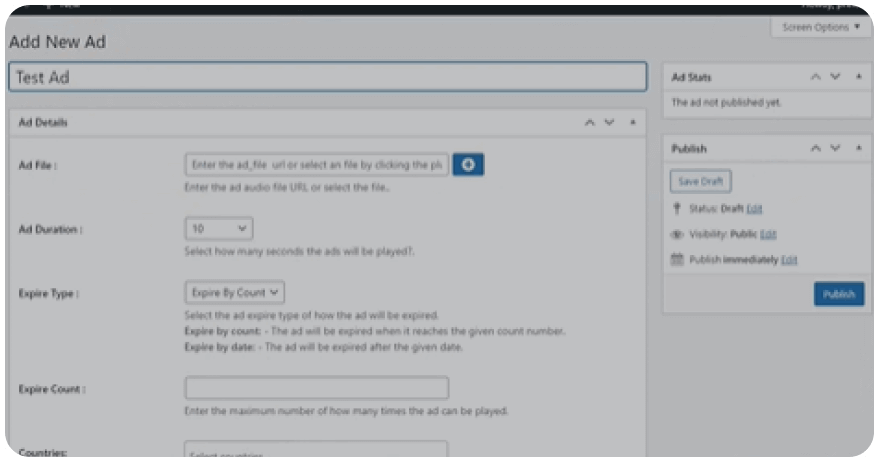 New
Screen Options ▼
Add New Ad
Test Ad
Ad Details
Ad File :
Enter the ad_file url or select an file by clicking the plu
Enter the ad audio file URL or select the file..
Ad Duration :
10
Select how many seconds the ads will be played?.
Expire Type :
Expire By Count
Select the ad expire type of how the ad will be expired.
Expire by count: - The ad will be expired when it reaches the given count number.
Expire by date: - The ad will be expired after the given date.
Expire Count :
Enter the maximum number of how many times the ad can be played.
Countries:
Select countries
Ad Stats
The ad not published yet.
Publish
Save Draft
Status: Draft Edit
Visibility: Public Edit
Publish immediately Edit
Publish